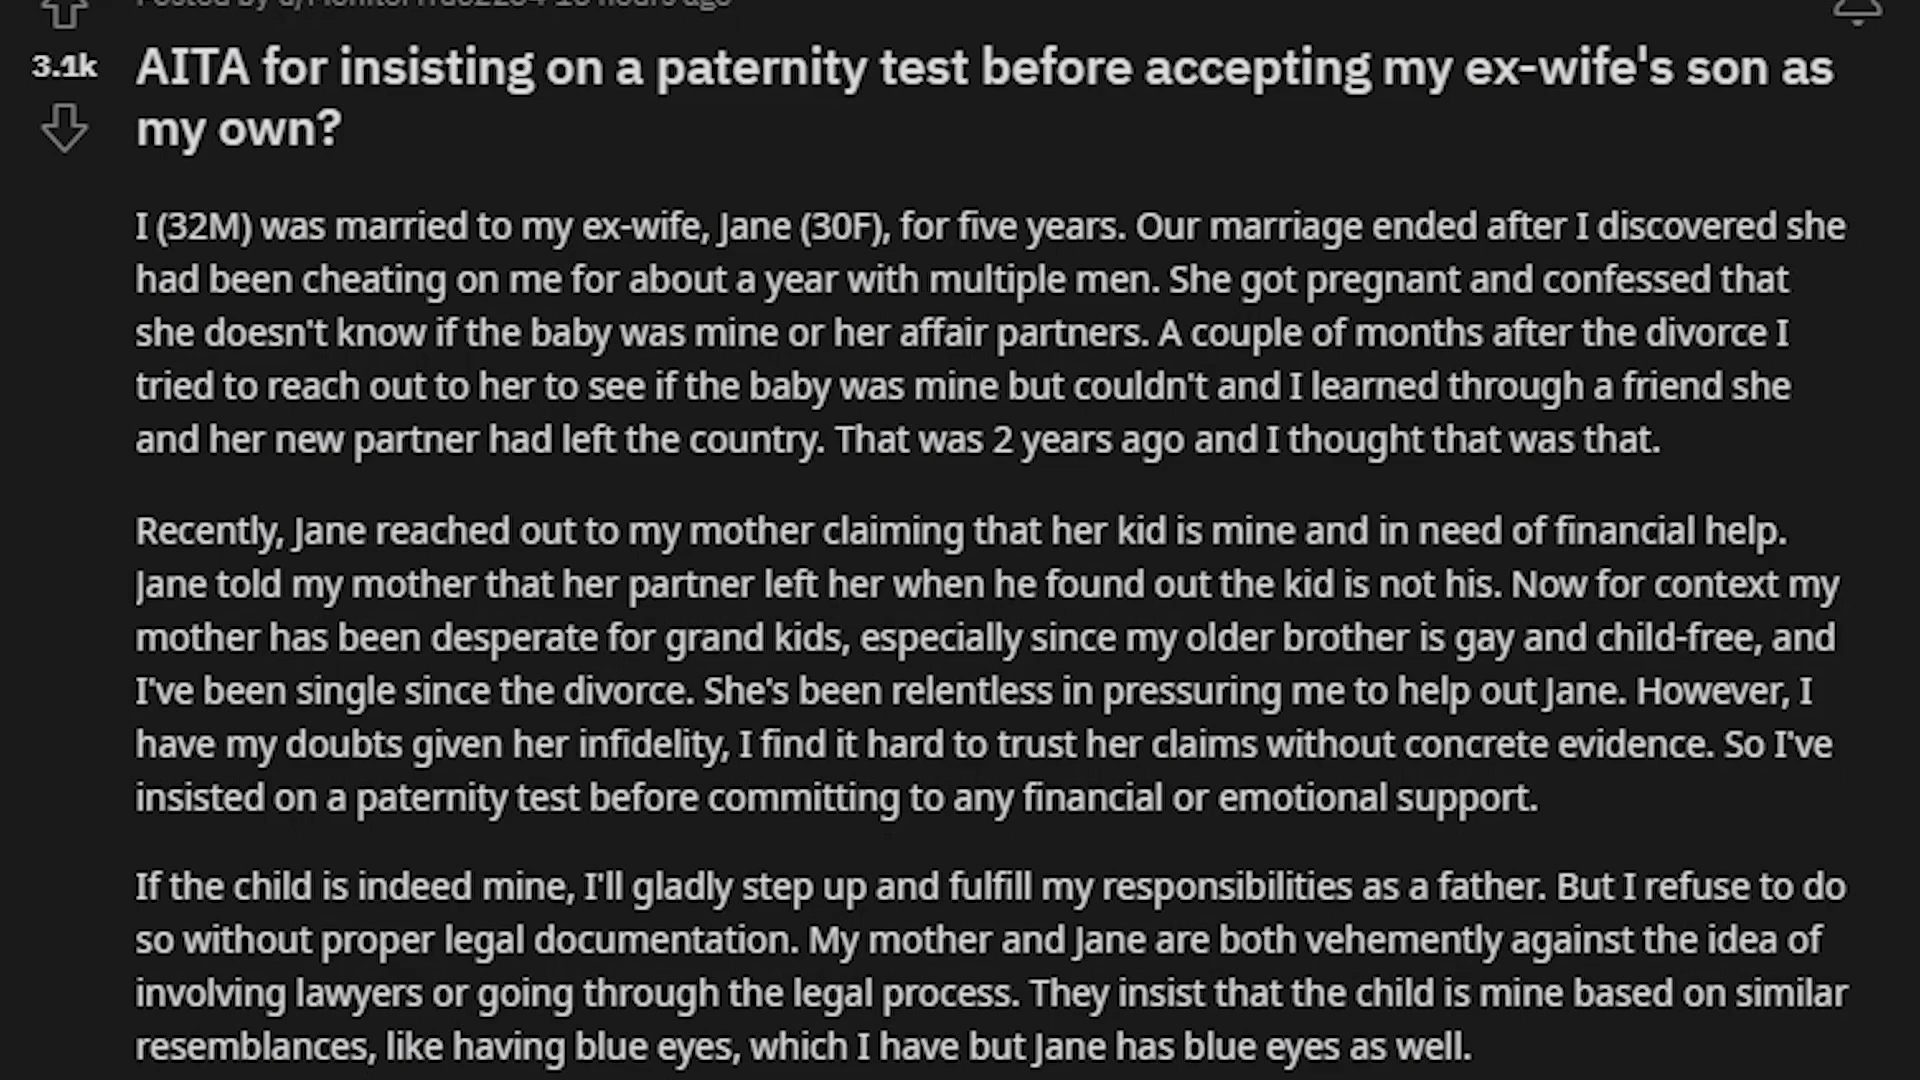 Posted by
hours ago
3.1k
AITA for insisting on a paternity test before accepting my ex-wife's son as
my own?
I (32M) was married to my ex-wife, Jane (30F), for five years. Our marriage ended after I discovered she
had been cheating on me for about a year with multiple men. She got pregnant and confessed that
she doesn't know if the baby was mine or her affair partners. A couple of months after the divorce I
tried to reach out to her to see if the baby was mine but couldn't and I learned through a friend she
and her new partner had left the country. That was 2 years ago and I thought that was that.
Recently, Jane reached out to my mother claiming that her kid is mine and in need of financial help.
Jane told my mother that her partner left her when he found out the kid is not his. Now for context my
mother has been desperate for grand kids, especially since my older brother is gay and child-free, and
I've been single since the divorce. She's been relentless in pressuring me to help out Jane. However, I
have my doubts given her infidelity, I find it hard to trust her claims without concrete evidence. So I've
insisted on a paternity test before committing to any financial or emotional support.
If the child is indeed mine, I'll gladly step up and fulfill my responsibilities as a father. But I refuse to do
so without proper legal documentation. My mother and Jane are both vehemently against the idea of
involving lawyers or going through the legal process. They insist that the child is mine based on similar
resemblances, like having blue eyes, which I have but Jane has blue eyes as well.